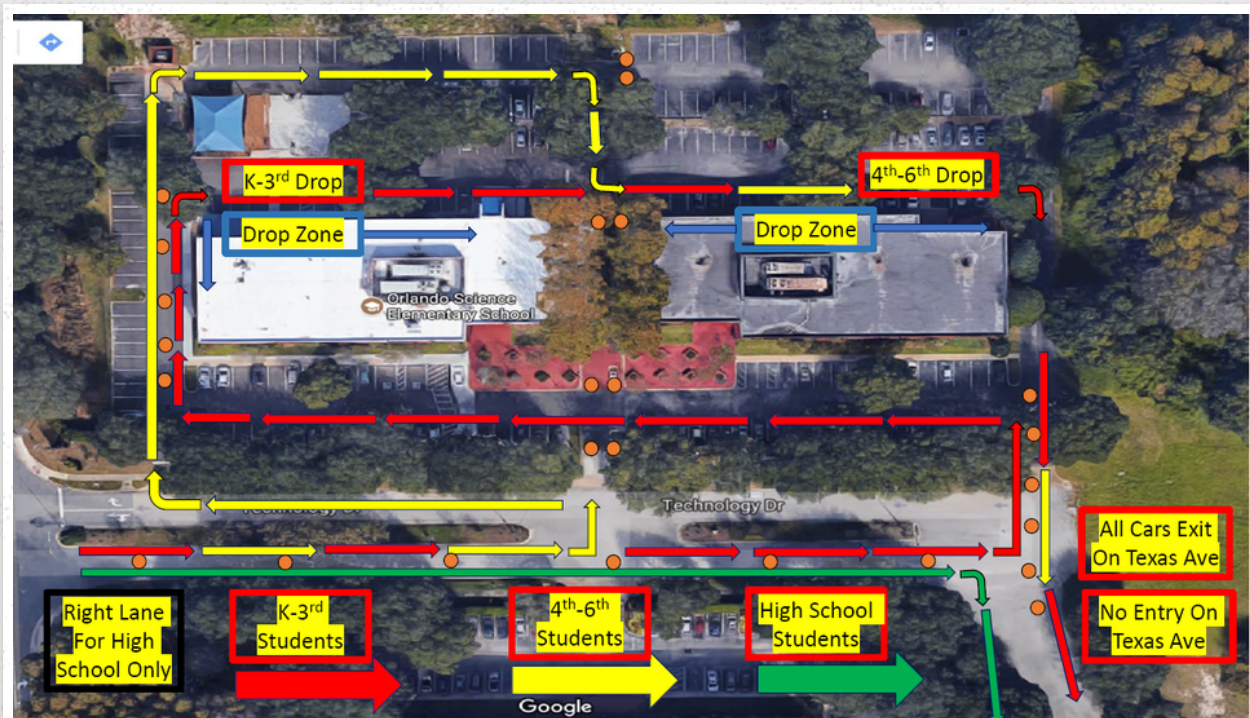 K-3rd Drop
4th-6th Drop
Drop Zone
Drop Zone
Orlando Science
Elementary School
Technology Dr
Technology Dr
All Cars Exit
On Texas Ave
Right Lane
For High
School Only
K-3rd
Students
4th-6th
Students
High School
Students
No Entry On
Texas Ave
Google